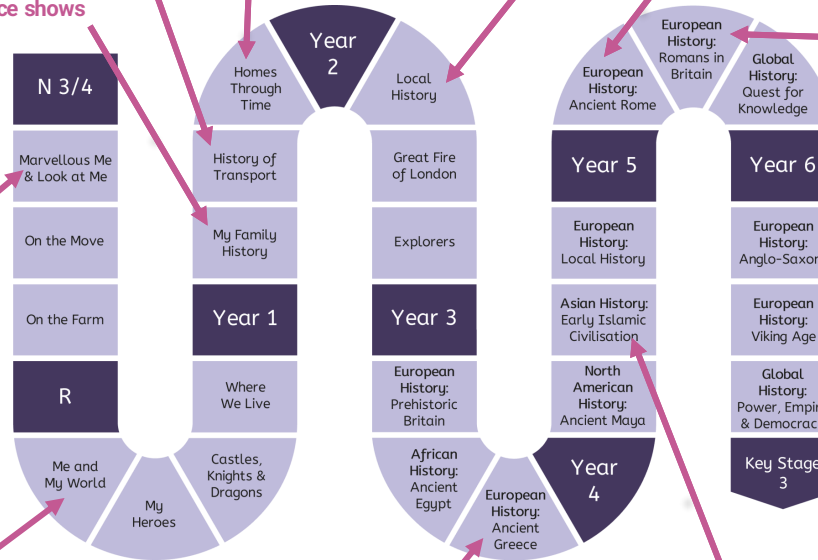 ce shows
N 3/4
Marvellous Me
& Look at Me
On the Move
On the Farm
R
Me and
My World
My
Heroes
Castles,
Knights &
Dragons
Where
We Live
Year 1
My Family
History
History of
Transport
Homes
Through
Time
Year
2
Local
History
Great Fire
of London
Explorers
Year 3
European
History:
Prehistoric
Britain
African
History:
Ancient
Egypt
European
History:
Ancient
Greece
Year
4
North
American
History:
Ancient Maya
Asian History:
Early Islamic
Civilisation
European
History:
Local History
Year 5
European
History:
Ancient Rome
European
History:
Romans in
Britain
Global
History:
Quest for
Knowledge
Year 6
European
History:
Anglo-Saxon
European
History:
Viking Age
Global
History:
Power, Empir
& Democrac
Key Stage
3